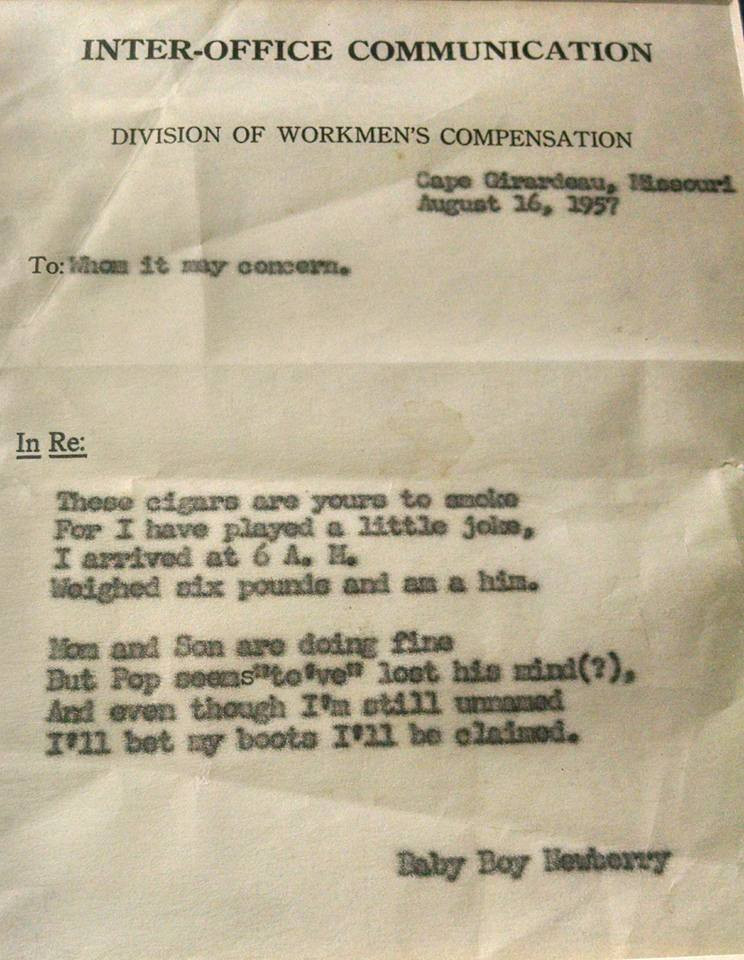 INTER-OFFICE COMMUNICATION
DIVISION OF WORKMEN'S COMPENSATION
Cape Girardeau, Missouri
August 16, 1957
To: Whom it may concern.
In Re:
These cigars are yours to smoke
For I have played a little joke,
I arrived at 6 A. M.
Weighed six pounds and am a him.
Mom and Son are doing fine
But Pop seems"to've" lost his mind(?),
And even though I'm still unnamed
I'll bet my boots I'll be claimed.
Baby Boy Newberry